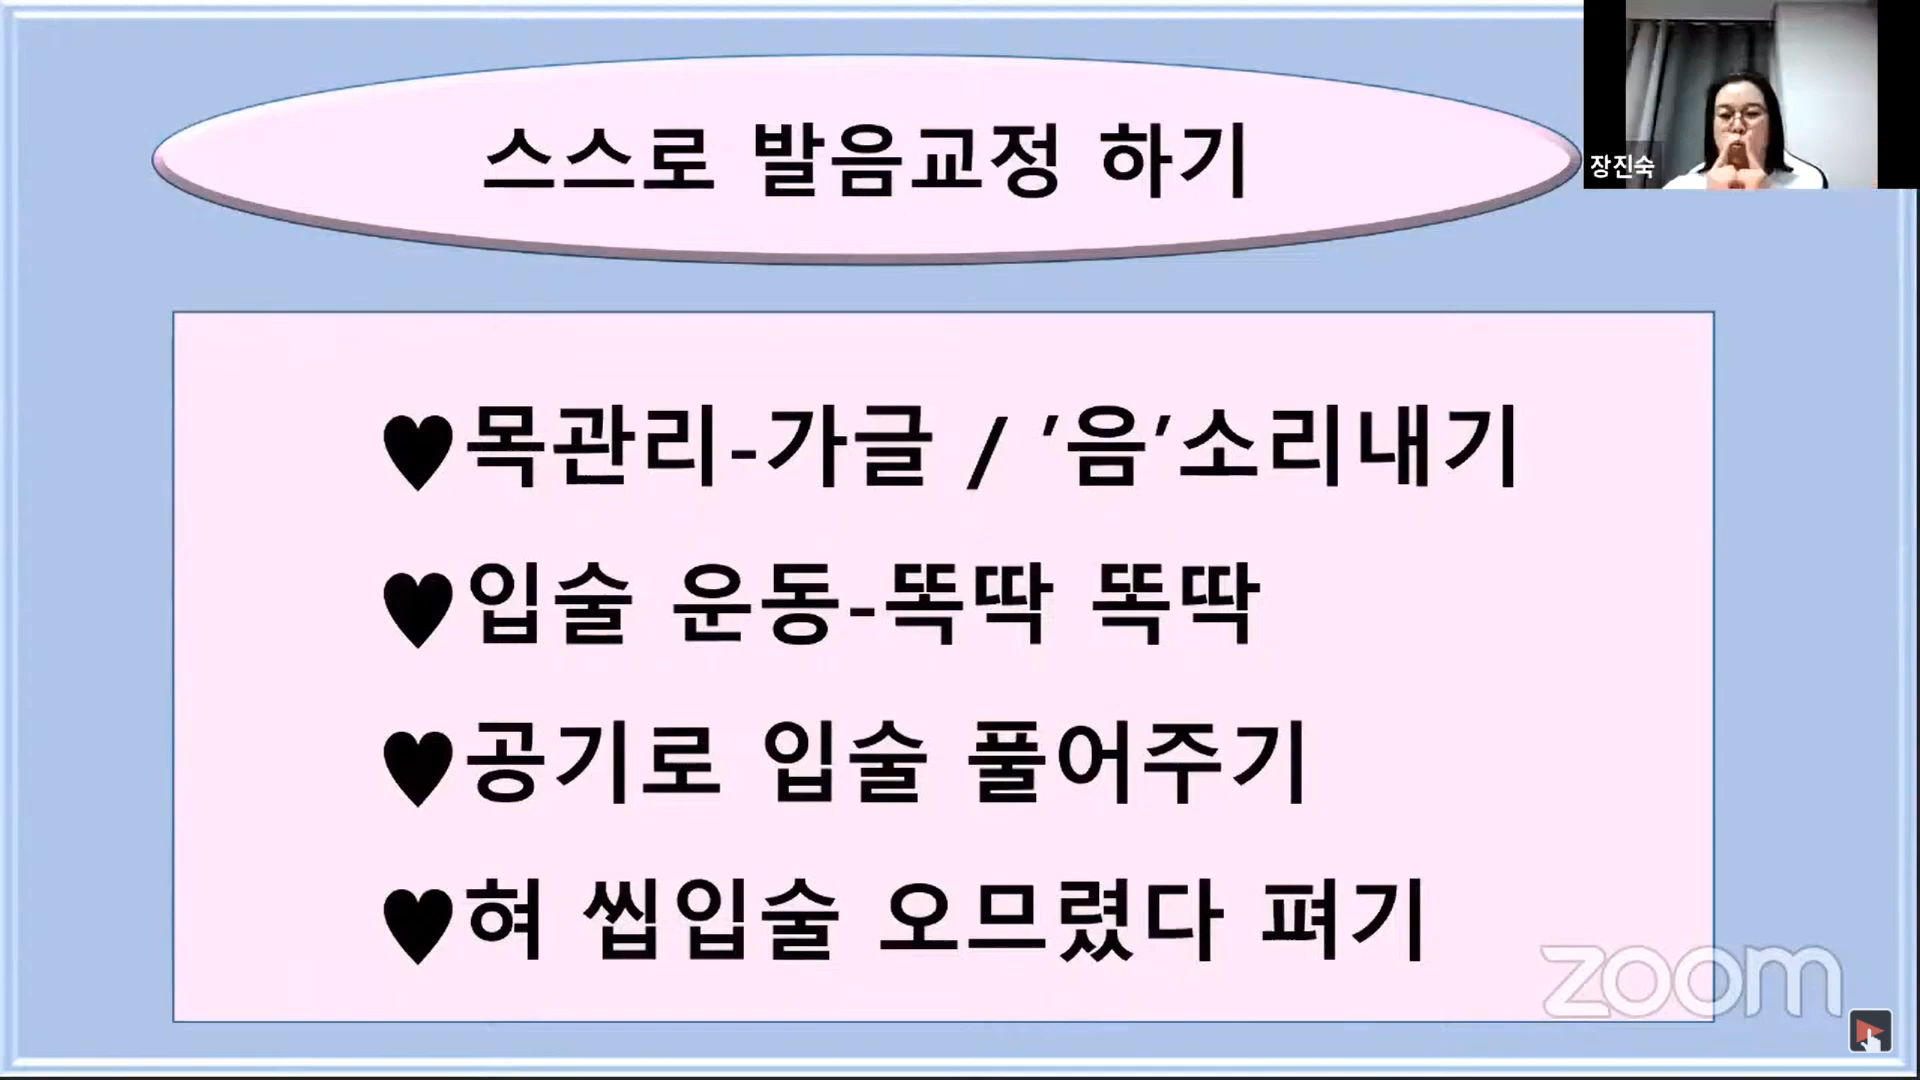 스스로 발음교정 하기
장진숙
♥목관리-가글 / '음'소리내기
♥입술 운동-똑딱 똑딱
♥공기로 입술 풀어주기
♥혀 씹입술 오므렸다 펴기
zoom